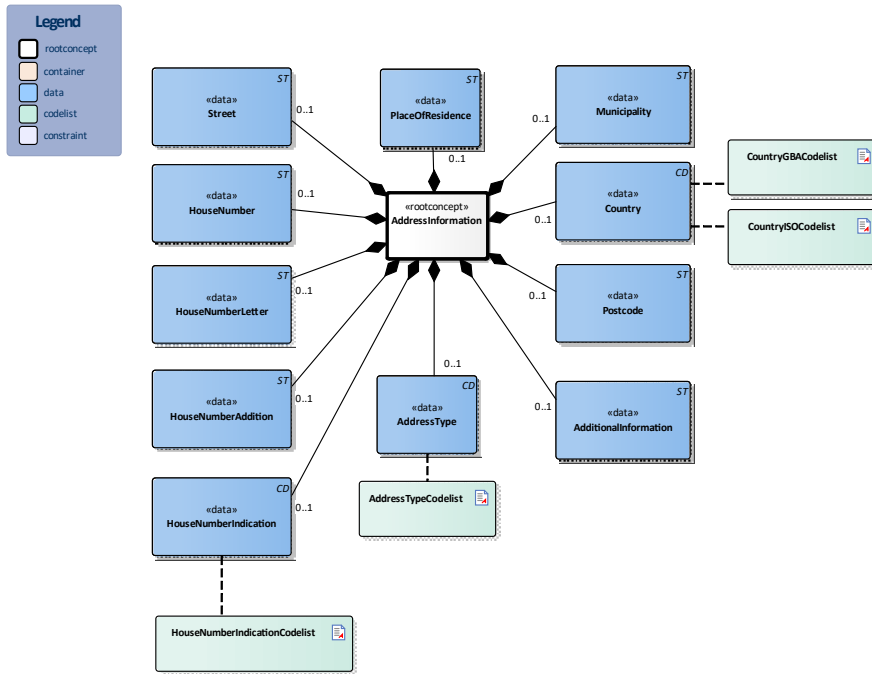 Legend
rootconcept
container
data
codelist
constraint
ST
«data»
Street
0..1
ST
«data»
PlaceOfResidence
0..1
ST
«data»
Municipality
0..1
ST
«data»
HouseNumber
0..1
«rootconcept»
AddressInformation
CD
«data»
Country
0..1
CountryGBACodelist
CountryISOCodelist
ST
«data»
HouseNumberLetter
0..1
ST
«data»
Postcode
0..1
ST
«data»
HouseNumberAddition
0..1
0..1
CD
«data»
AddressType
ST
«data»
AdditionalInformation
0..1
CD
«data»
HouseNumberIndication
0..1
AddressTypeCodelist
HouseNumberIndicationCodelist